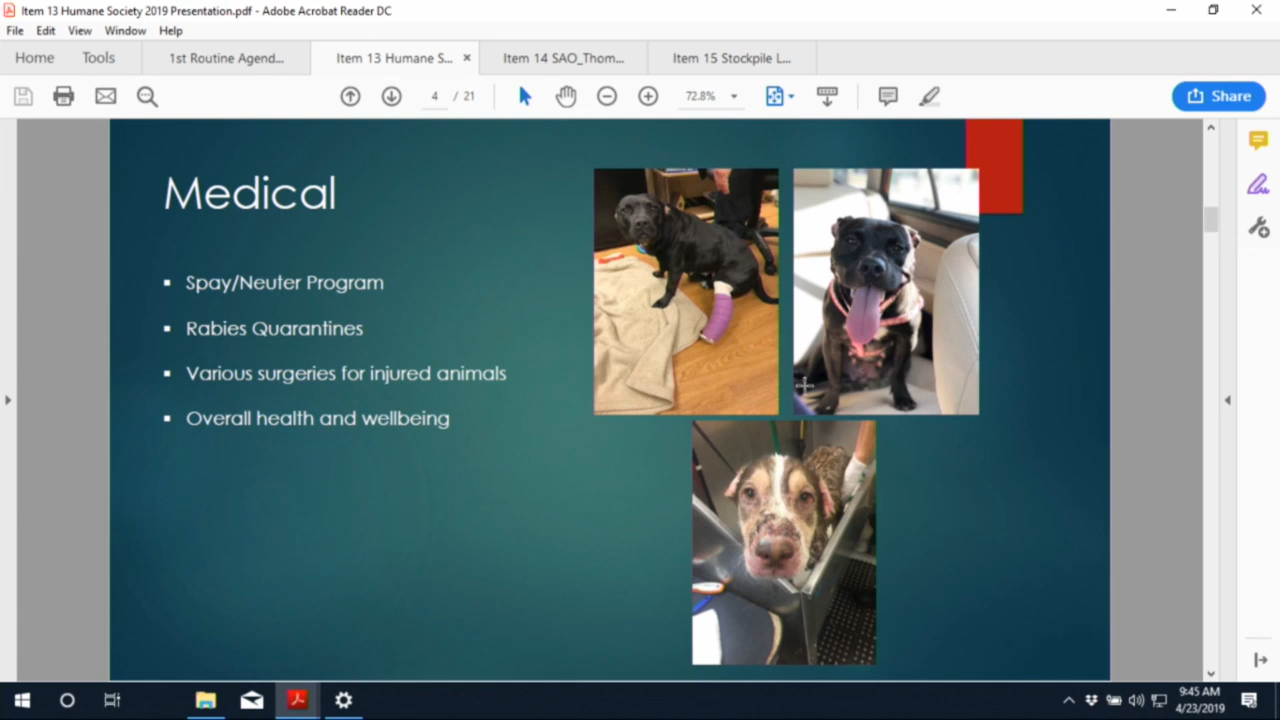 Item 13 Humane Society 2019 Presentation.pdf - Adobe Acrobat Reader DC
File Edit View Window Help
Home Tools 1st Routine Agend... Item 13 Humane S... × Item 14 SAO_Thom... Item 15 Stockpile L...
4 / 21 72.8% Share
Medical
▪ Spay/Neuter Program
▪ Rabies Quarantines
▪ Various surgeries for injured animals
▪ Overall health and wellbeing
9:45 AM
4/23/2019